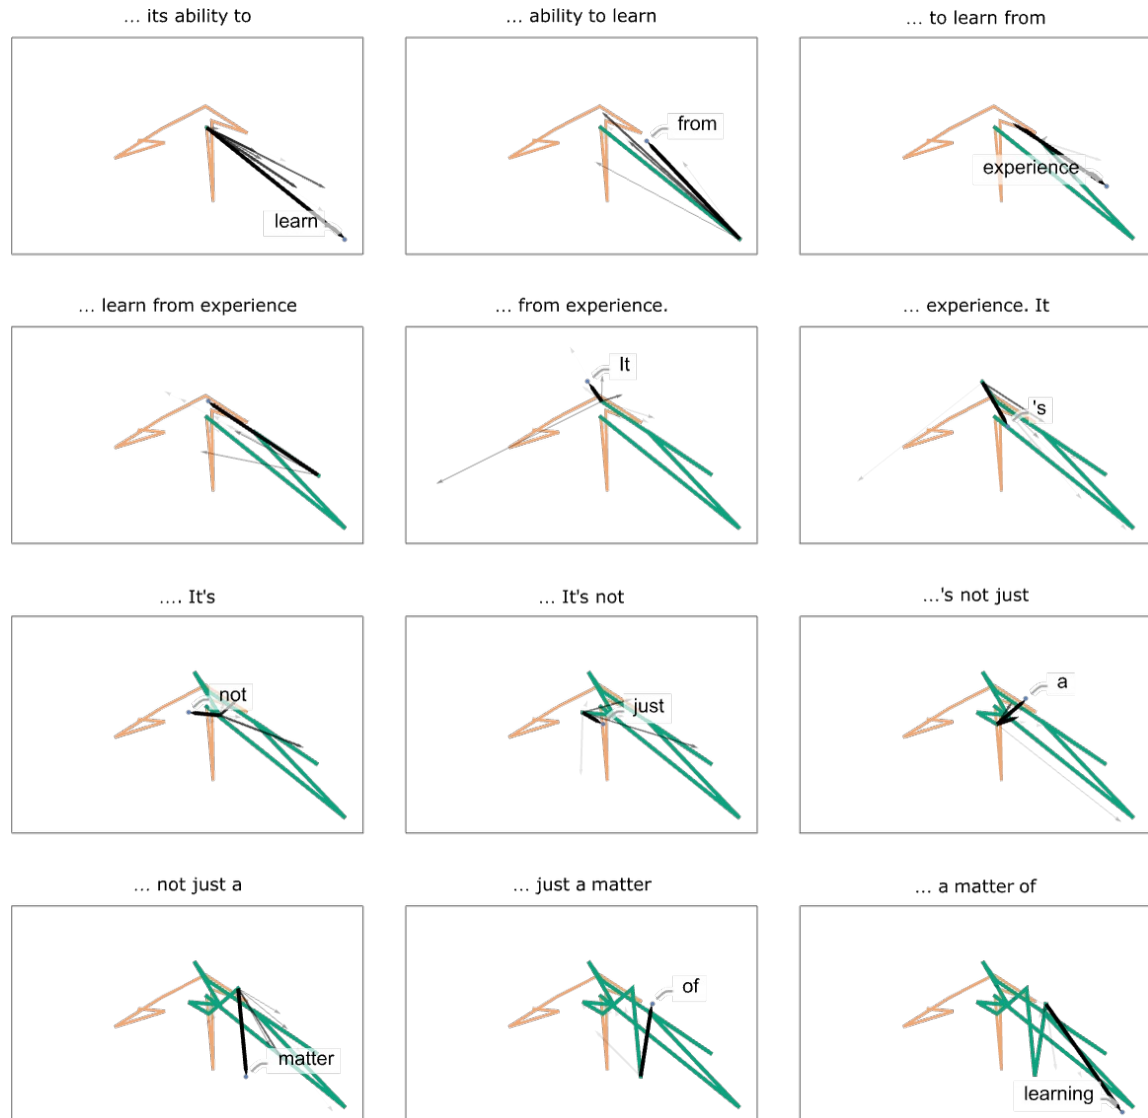 ... its ability to
... ability to learn
... to learn from
learn
from
experience
... learn from experience
... from experience.
... experience. It
It
's
.... It's
... It's not
...'s not just
not
just
a
... not just a
... just a matter
... a matter of
matter
of
learning